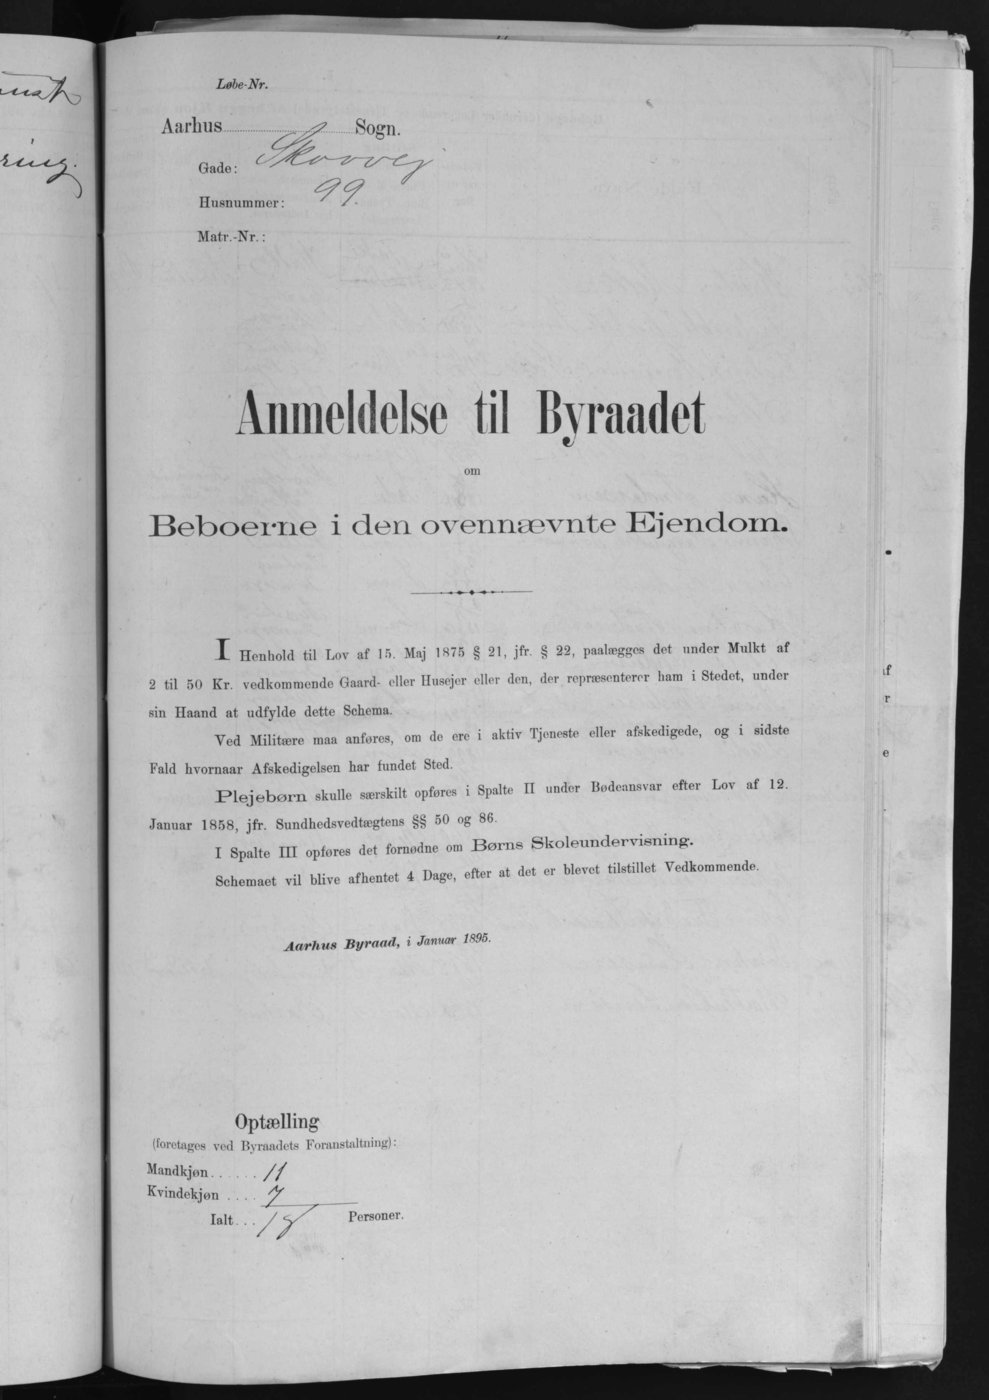 ring.
Løbe-Nr.
Aarhus Sogn.
Gade: Skovvej
Husnummer: 99.
Matr.-Nr.:
Anmeldelse til Byraadet
om
Beboerne i den ovennævnte Ejendom.
I Henhold til Lov af 15. Maj 1875 § 21, jfr. § 22, paalægges det under Mulkt af
2 til 50 Kr. vedkommende Gaard- eller Husejer eller den, der repræsenterer ham i Stedet, under
sin Haand at udfylde dette Schema.
Ved Militære maa anføres, om de ere i aktiv Tjeneste eller afskedigede, og i sidste
Fald hvornaar Afskedigelsen har fundet Sted.
Plejebørn skulle særskilt opføres i Spalte II under Bødeansvar efter Lov af 12.
Januar 1858, jfr. Sundhedsvedtægtens §§ 50 og 86.
I Spalte III opføres det fornødne om Børns Skoleundervisning.
Schemaet vil blive afhentet 4 Dage, efter at det er blevet tilstillet Vedkommende.
Aarhus Byraad, i Januar 1895.
Optælling
(foretages ved Byraadets Foranstaltning):
Mandkjøn...... 11
Kvindekjøn .... 7
Ialt... 18 Personer.